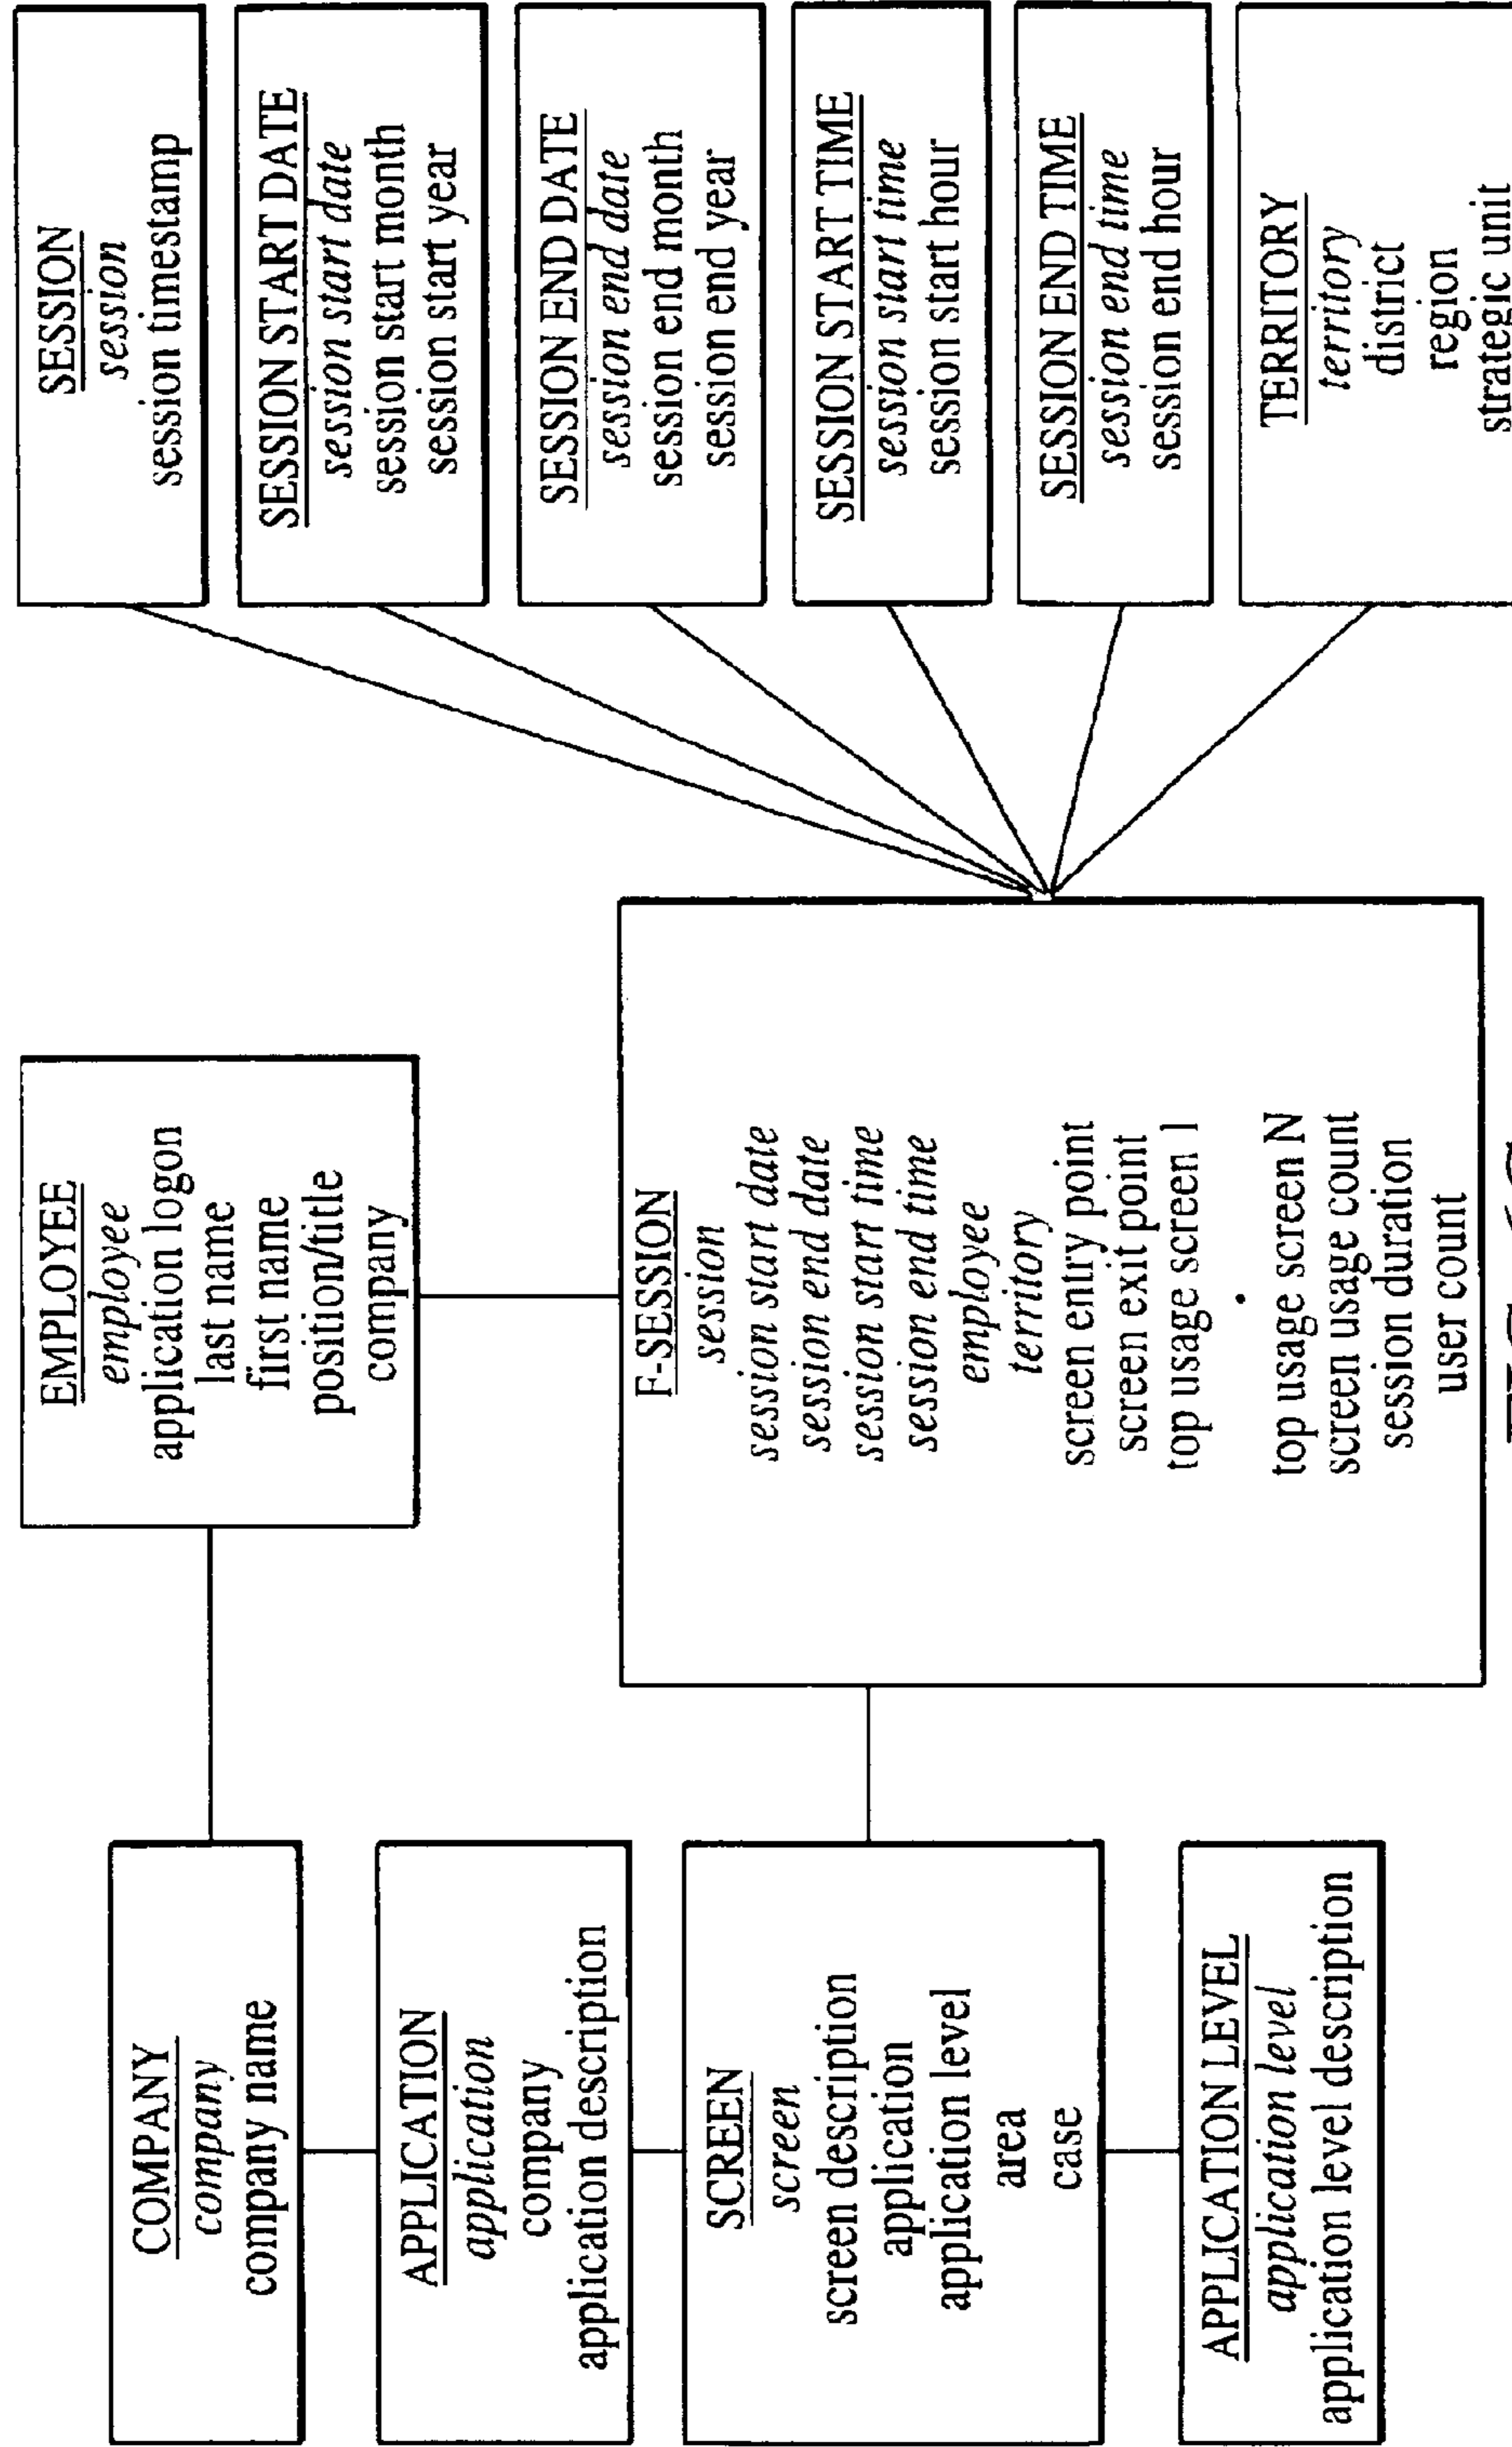 COMPANY
company
company name
APPLICATION
application
company
application description
SCREEN
screen
screen description
application
application level
area
case
APPLICATION LEVEL
application level
application level description
EMPLOYEE
employee
application logon
last name
first name
position/title
company
F-SESSION
session
session start date
session end date
session start time
session end time
employee
territory
screen entry point
screen exit point
top usage screen 1
.
top usage screen N
screen usage count
session duration
user count
SESSION
session
session timestamp
SESSION START DATE
session start date
session start month
session start year
SESSION END DATE
session end date
session end month
session end year
SESSION START TIME
session start time
session start hour
SESSION END TIME
session end time
session end hour
TERRITORY
territory
district
region
strategic unit